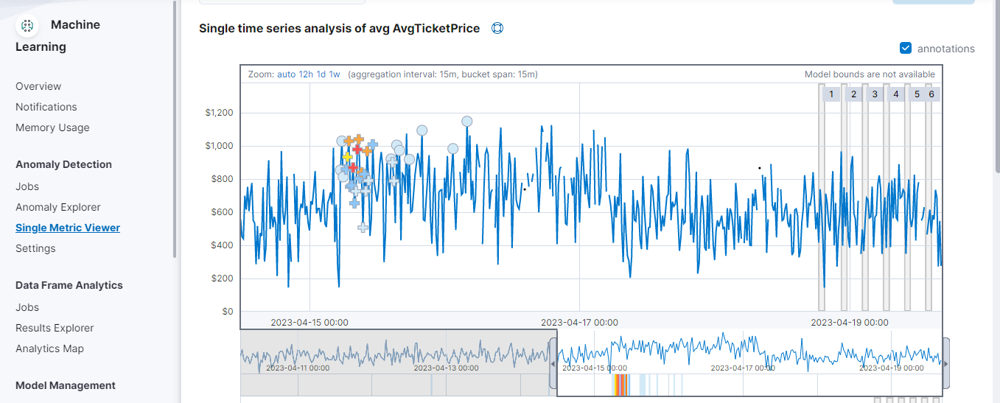 Machine
Learning
Overview
Notifications
Memory Usage
Anomaly Detection
Jobs
Anomaly Explorer
Single Metric Viewer
Settings
Data Frame Analytics
Jobs
Results Explorer
Analytics Map
Model Management
Single time series analysis of avg AvgTicketPrice
annotations
Zoom: auto 12h 1d 1w (aggregation interval: 15m, bucket span: 15m) Model bounds are not available
1 2 3 4 5 6
$1,200
$1,000
$800
$600
$400
$200
$0
2023-04-15 00:00 2023-04-17 00:00 2023-04-19 00:00
2023-04-11 00:00 2023-04-13 00:00 2023-04-15 00:00 2023-04-17 00:00 2023-04-19 00:00